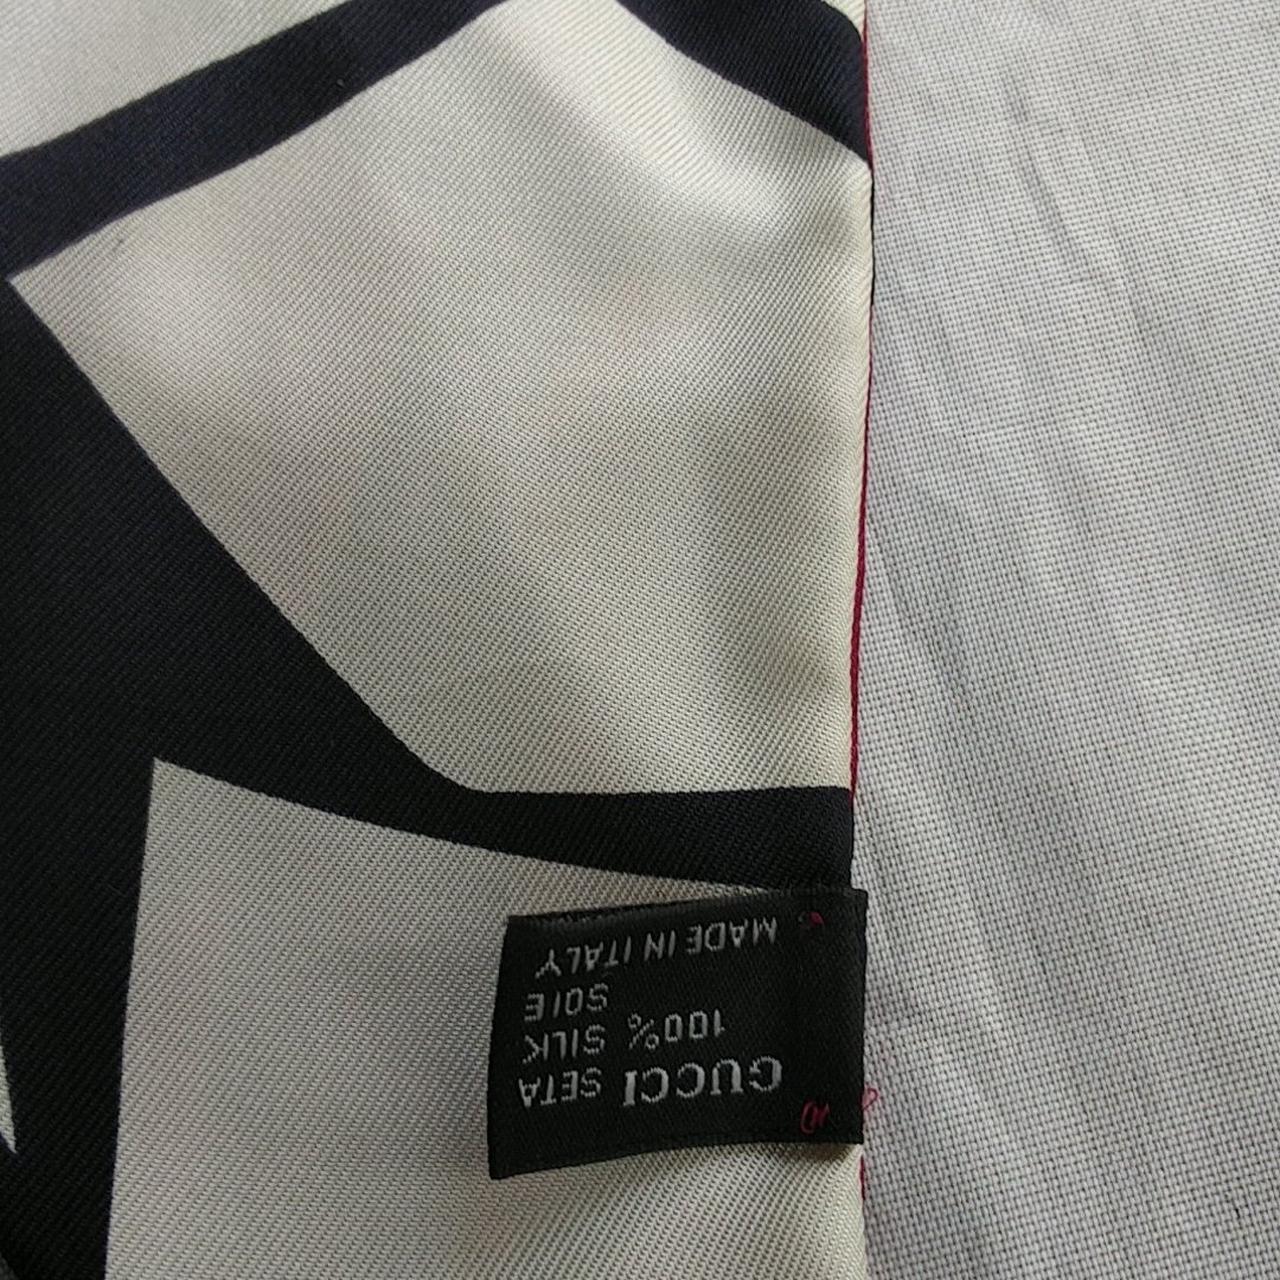 GUCCI SETA
100% SILK
SOIE
MADE IN ITALY